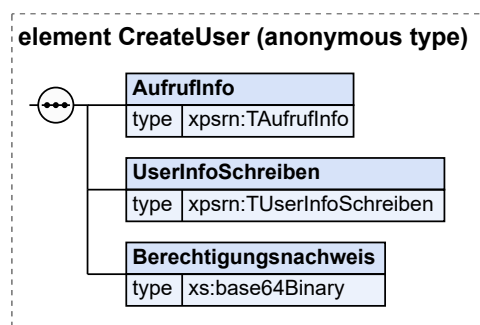 element CreateUser (anonymous type)
AufrufInfo
type xpsrn:TAufrufInfo
UserInfoSchreiben
type xpsrn:TUserInfoSchreiben
Berechtigungsnachweis
type xs:base64Binary